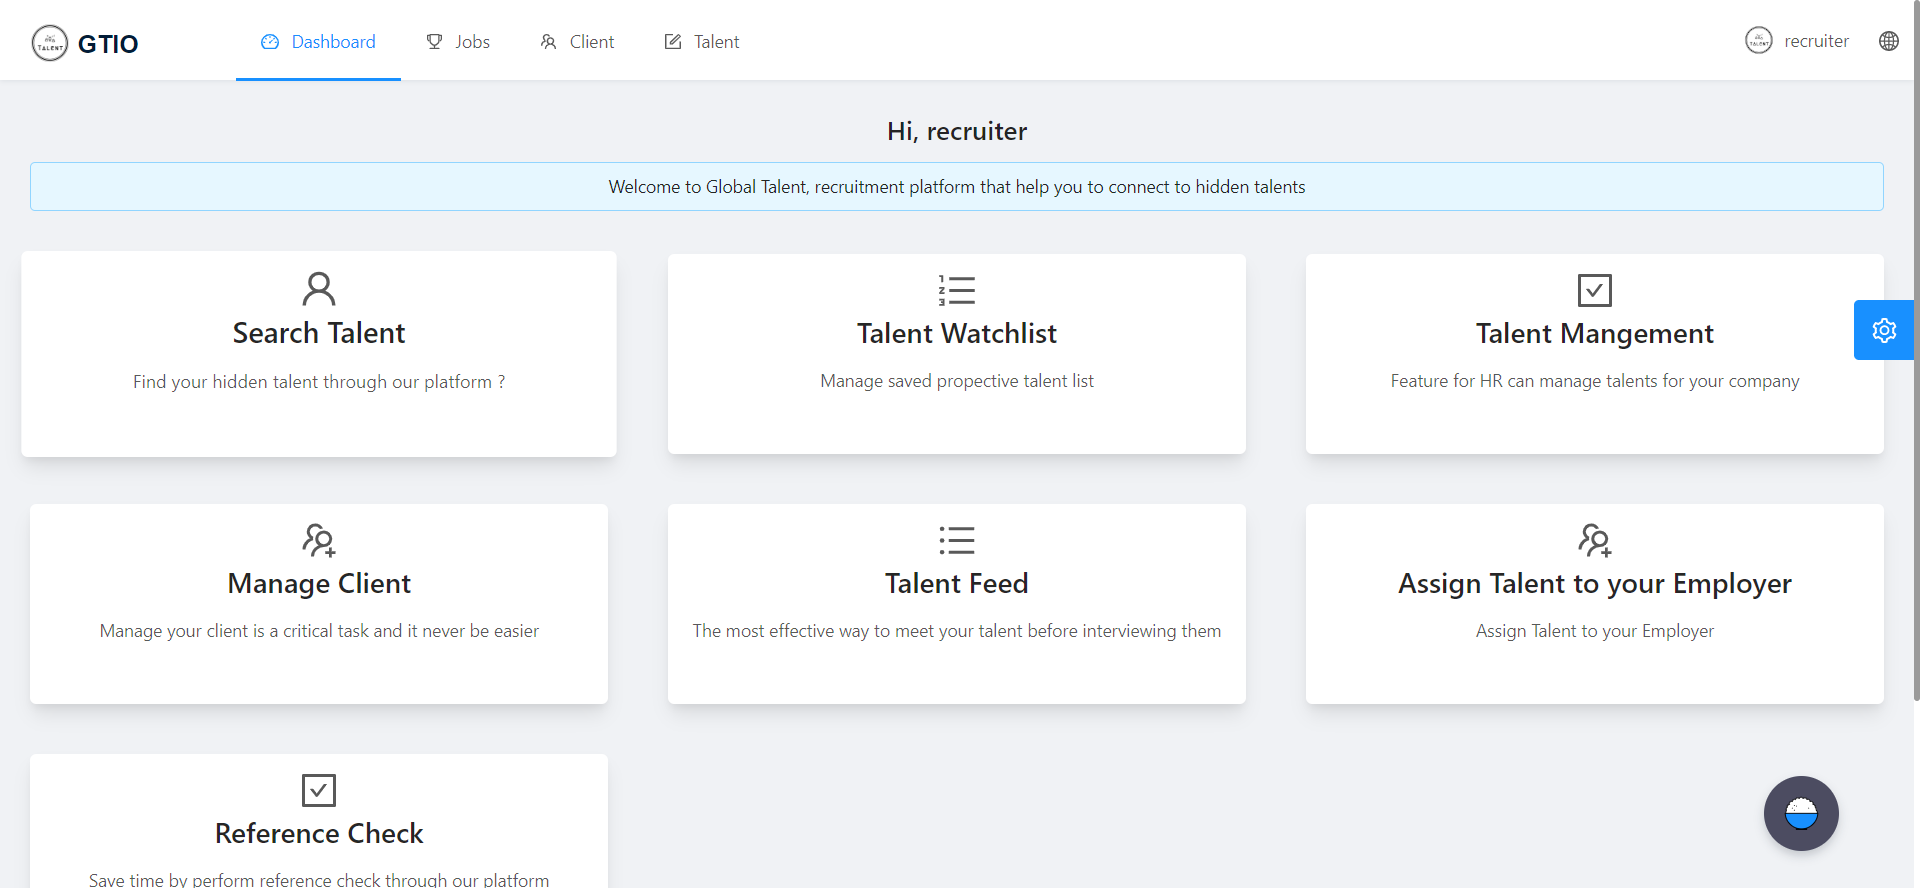 TALENT GTIO Dashboard Jobs Client Talent TALENT recruiter
Hi, recruiter
Welcome to Global Talent, recruitment platform that help you to connect to hidden talents
Search Talent
Find your hidden talent through our platform ?
1
2
3
Talent Watchlist
Manage saved propective talent list
Talent Mangement
Feature for HR can manage talents for your company
Manage Client
Manage your client is a critical task and it never be easier
Talent Feed
The most effective way to meet your talent before interviewing them
Assign Talent to your Employer
Assign Talent to your Employer
Reference Check
Save time by perform reference check through our platform